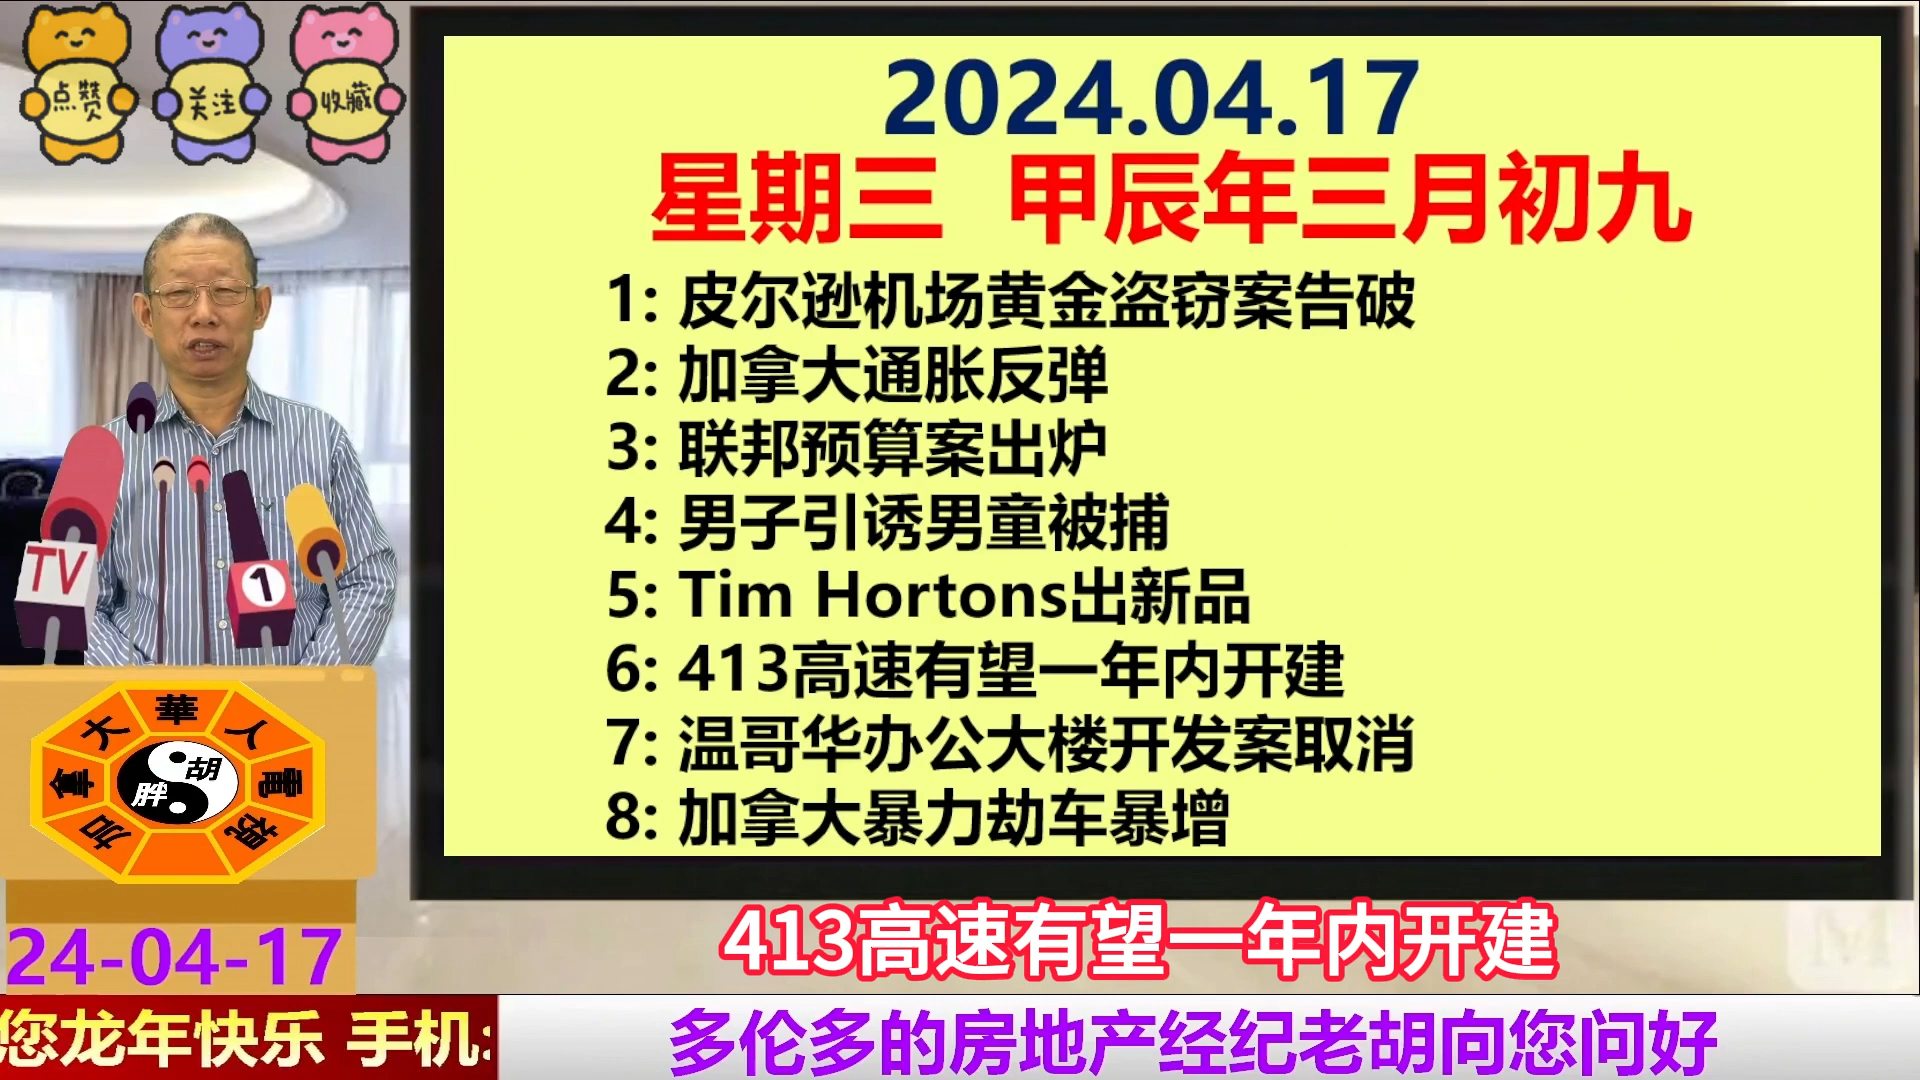 点赞
关注
收藏
2024.04.17
星期三 甲辰年三月初九
1: 皮尔逊机场黄金盗窃案告破
2: 加拿大通胀反弹
3: 联邦预算案出炉
4: 男子引诱男童被捕
5: Tim Hortons出新品
6: 413高速有望一年内开建
7: 温哥华办公大楼开发案取消
8: 加拿大暴力劫车暴增
TV
1
加拿大華人電視
胡
胖
413高速有望一年内开建
M
24-04-17
您龙年快乐 手机:
多伦多的房地产经纪老胡向您问好